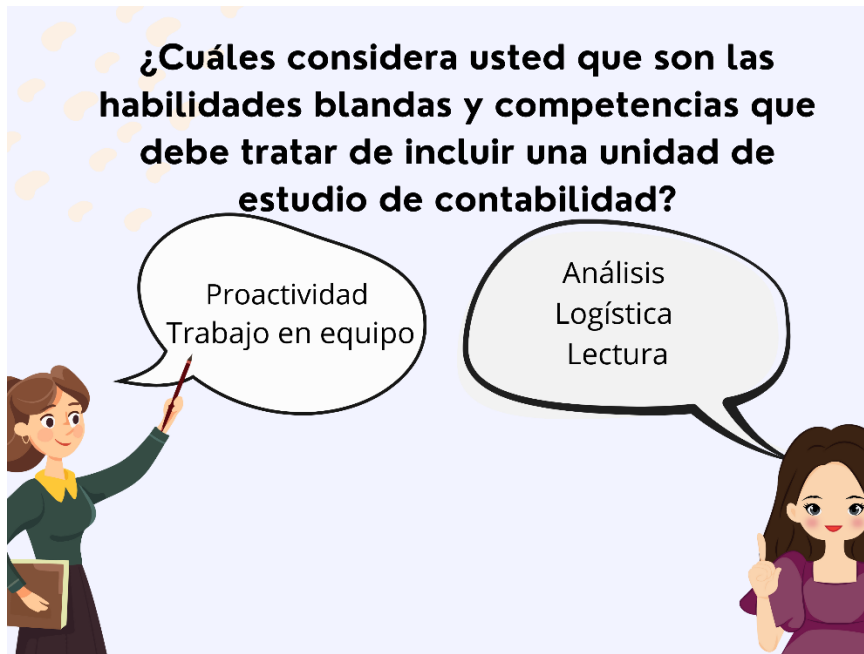 ¿Cuáles considera usted que son las
habilidades blandas y competencias que
debe tratar de incluir una unidad de
estudio de contabilidad?
Proactividad
Trabajo en equipo
Análisis
Logística
Lectura